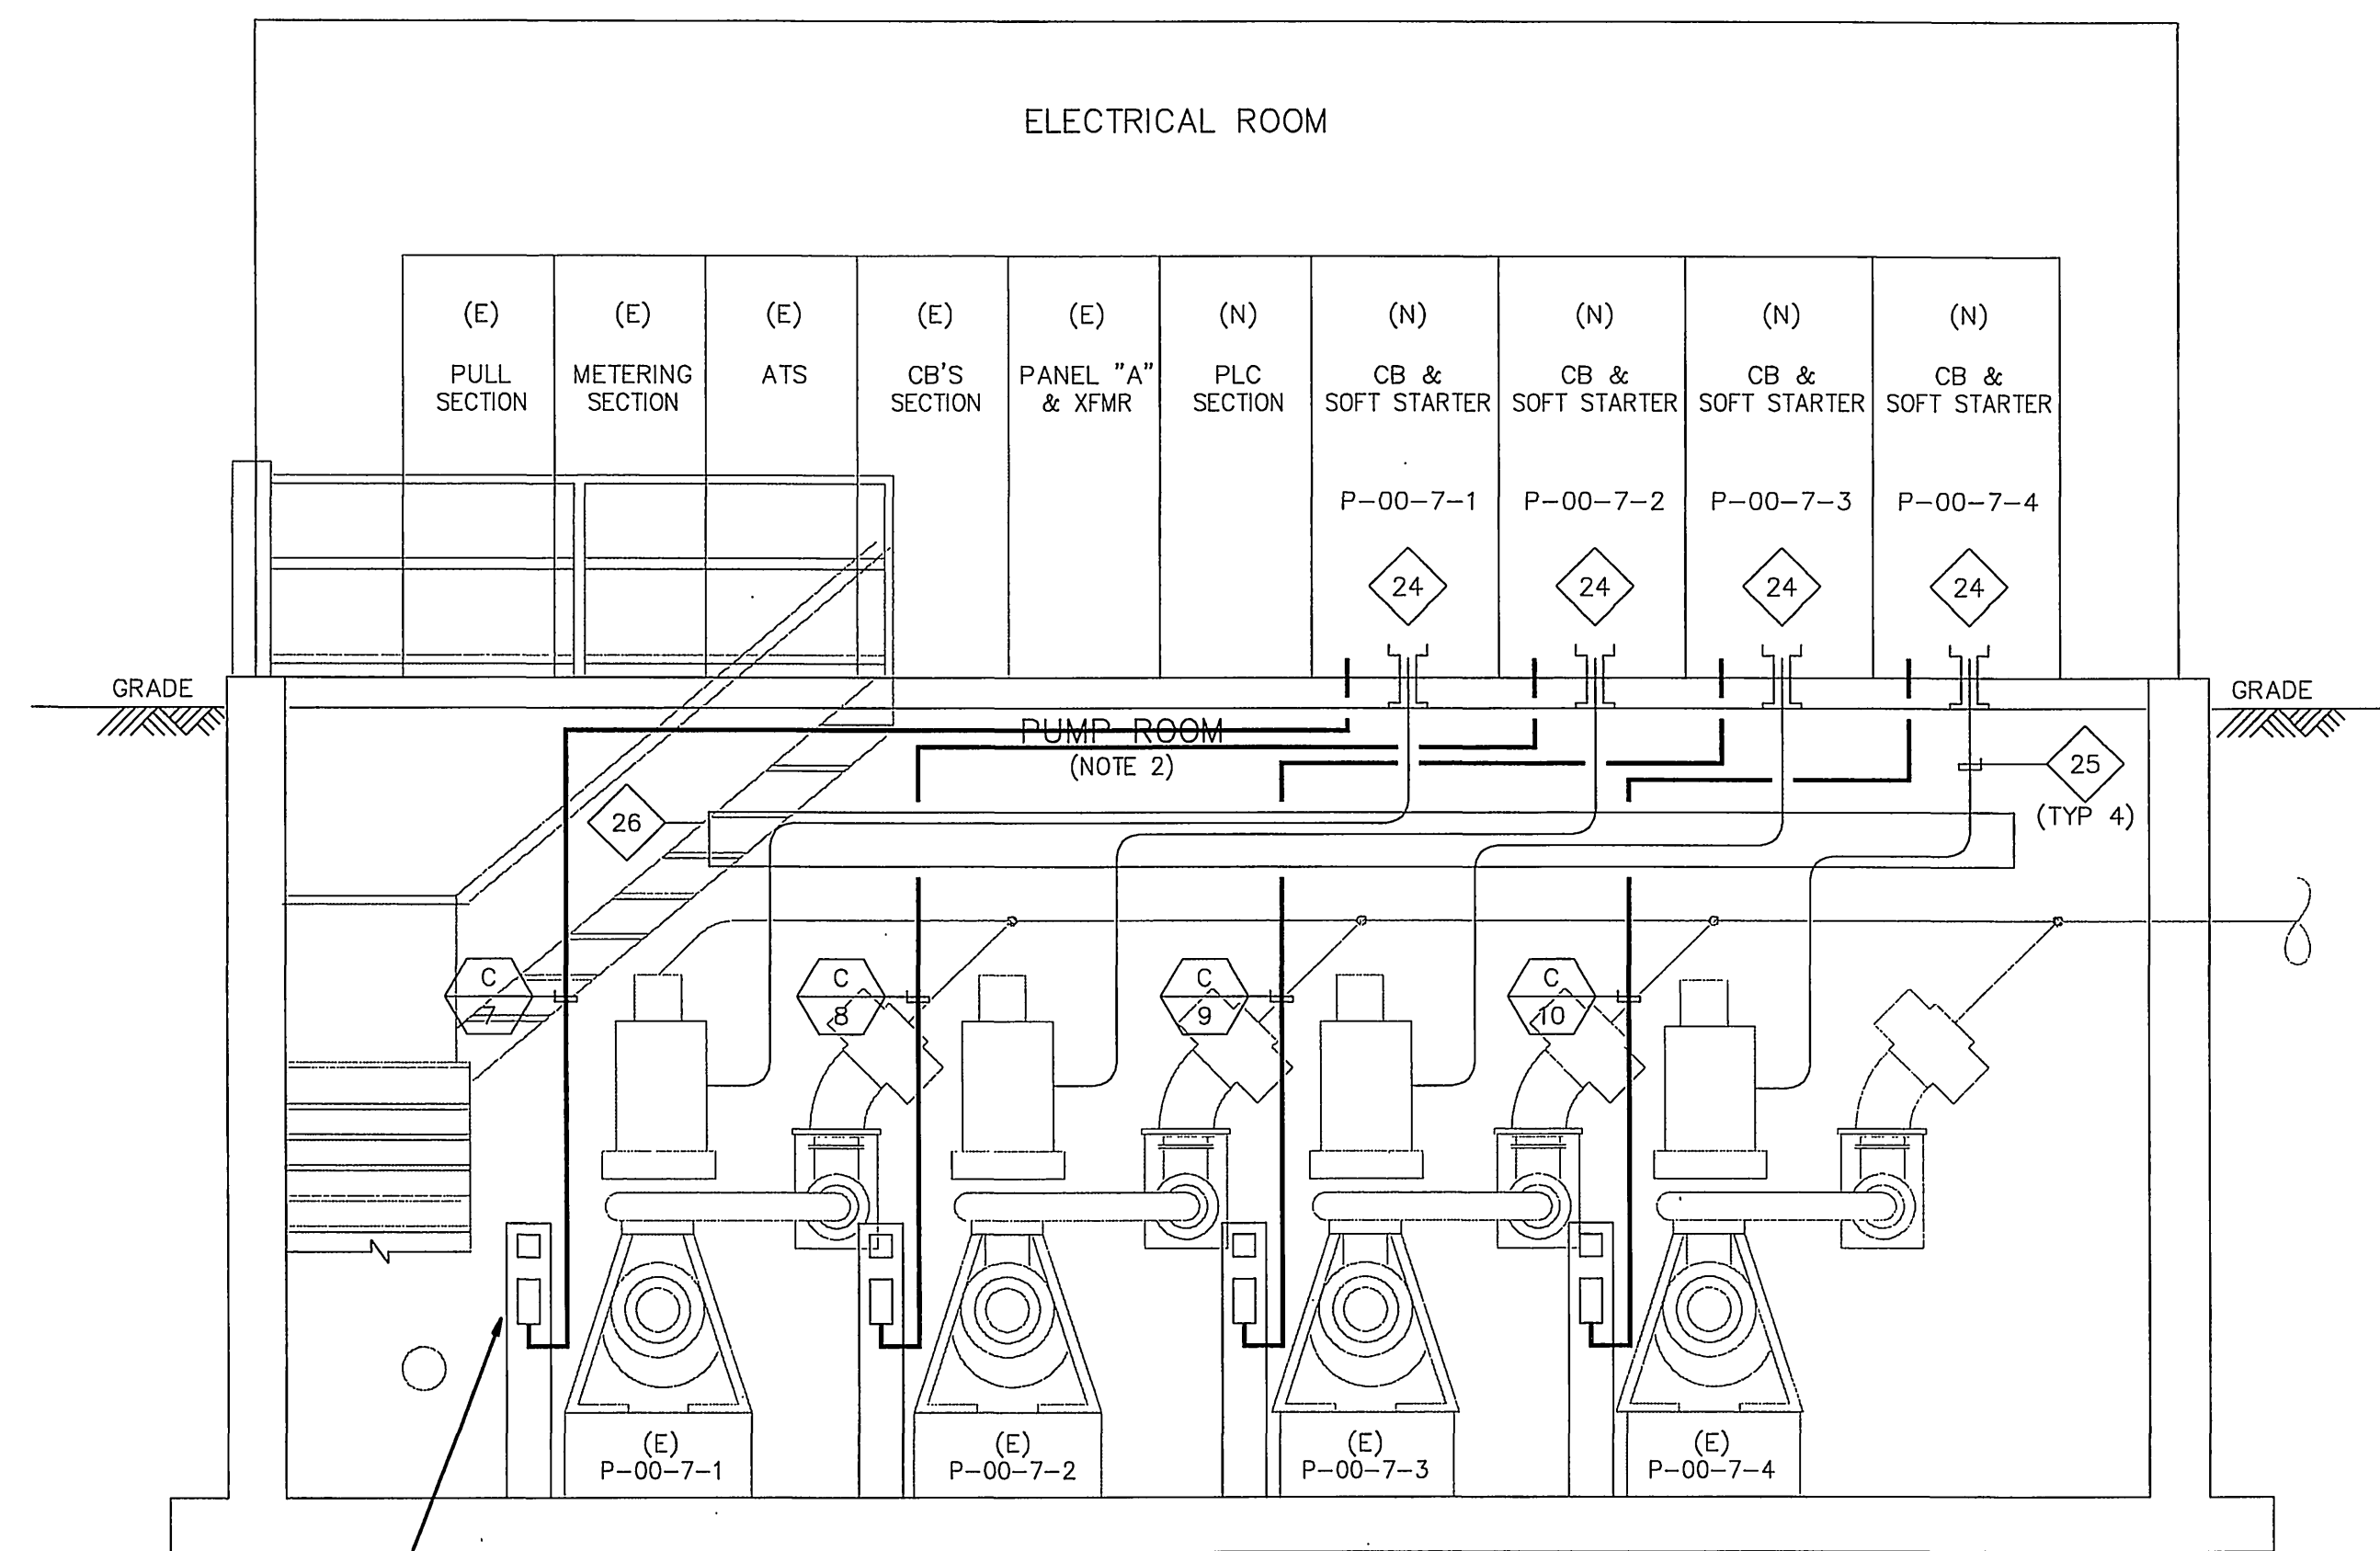 ELECTRICAL ROOM
(E) (E) (E) (E) (E) (N) (N) (N) (N) (N)
PULL METERING ATS CB'S PANEL "A" PLC CB & CB & CB & CB &
SECTION SECTION SECTION & XFMR SECTION SOFT STARTER SOFT STARTER SOFT STARTER SOFT STARTER
P-00-7-1 P-00-7-2 P-00-7-3 P-00-7-4
24 24 24 24
GRADE GRADE
PUMP ROOM
(NOTE 2)
25
(TYP 4)
26
C C C C
7 8 9 10
(E) (E) (E) (E)
P-00-7-1 P-00-7-2 P-00-7-3 P-00-7-4